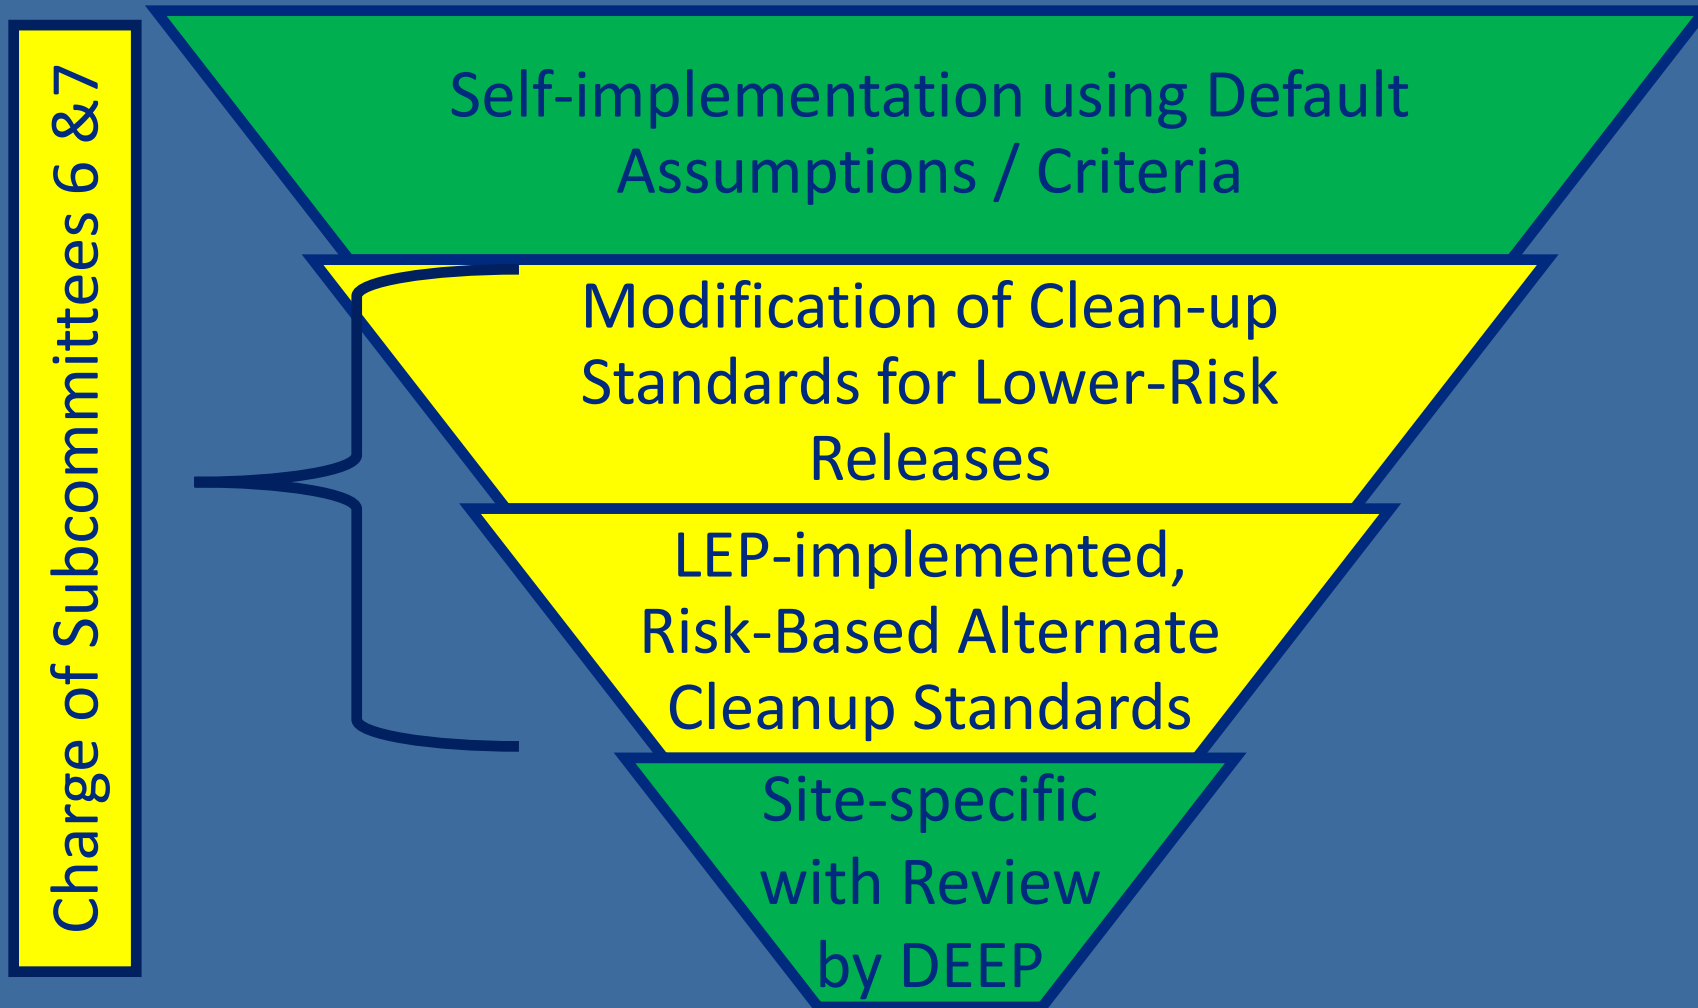 Charge of Subcommittees 6 &7
Self-implementation using Default
Assumptions / Criteria
Modification of Clean-up
Standards for Lower-Risk
Releases
LEP-implemented,
Risk-Based Alternate
Cleanup Standards
Site-specific
with Review
by DEEP